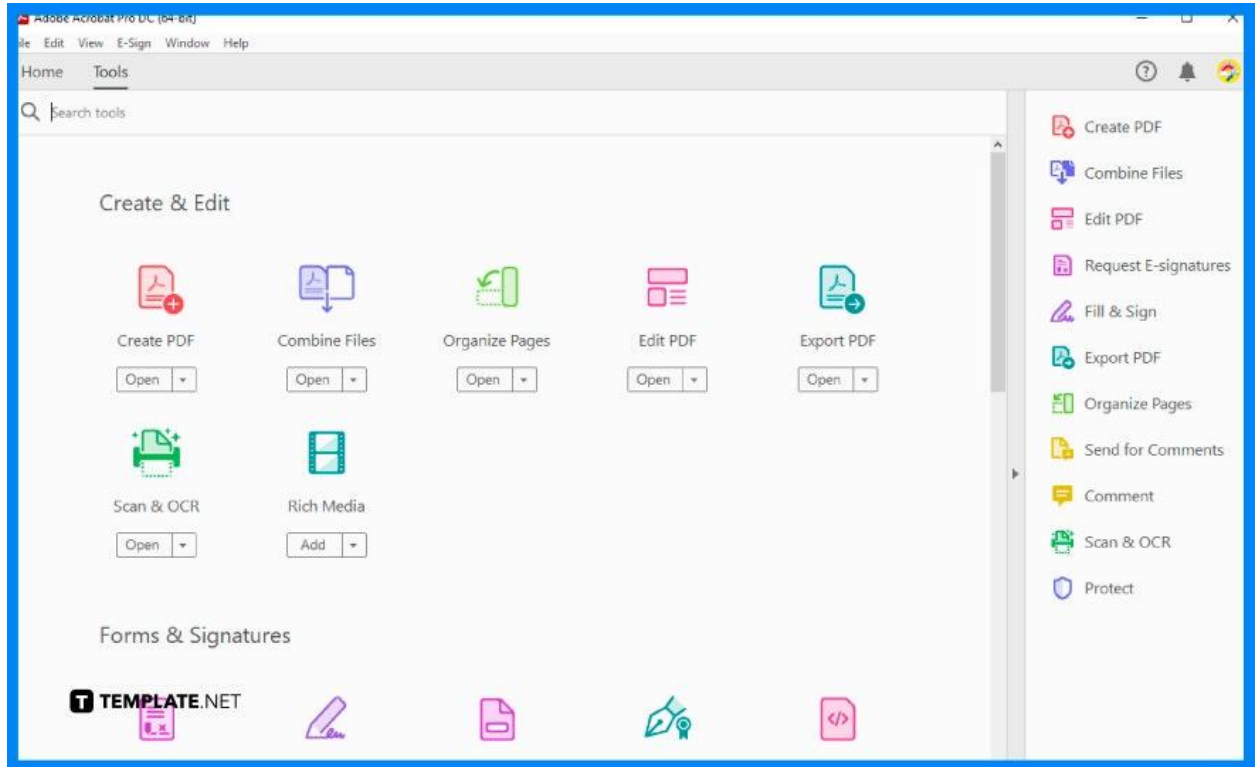 Adobe Acrobat Pro DC (64-bit)
Edit View E-Sign Window Help
Home Tools
Search tools
Create & Edit
Create PDF Combine Files Organize Pages Edit PDF Export PDF
Open Open Open Open Open
Scan & OCR Rich Media
Open Add
Forms & Signatures
T TEMPLATE.NET
Create PDF
Combine Files
Edit PDF
Request E-signatures
Fill & Sign
Export PDF
Organize Pages
Send for Comments
Comment
Scan & OCR
Protect